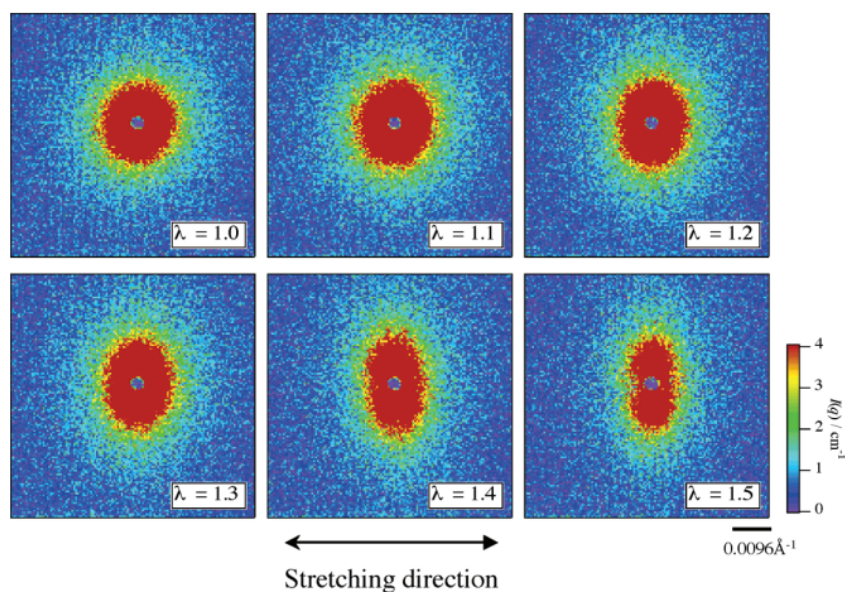 λ = 1.0
λ = 1.1
λ = 1.2
λ = 1.3
λ = 1.4
λ = 1.5
4
3
2
1
0
I(q) / cm⁻¹
0.0096Å⁻¹
Stretching direction